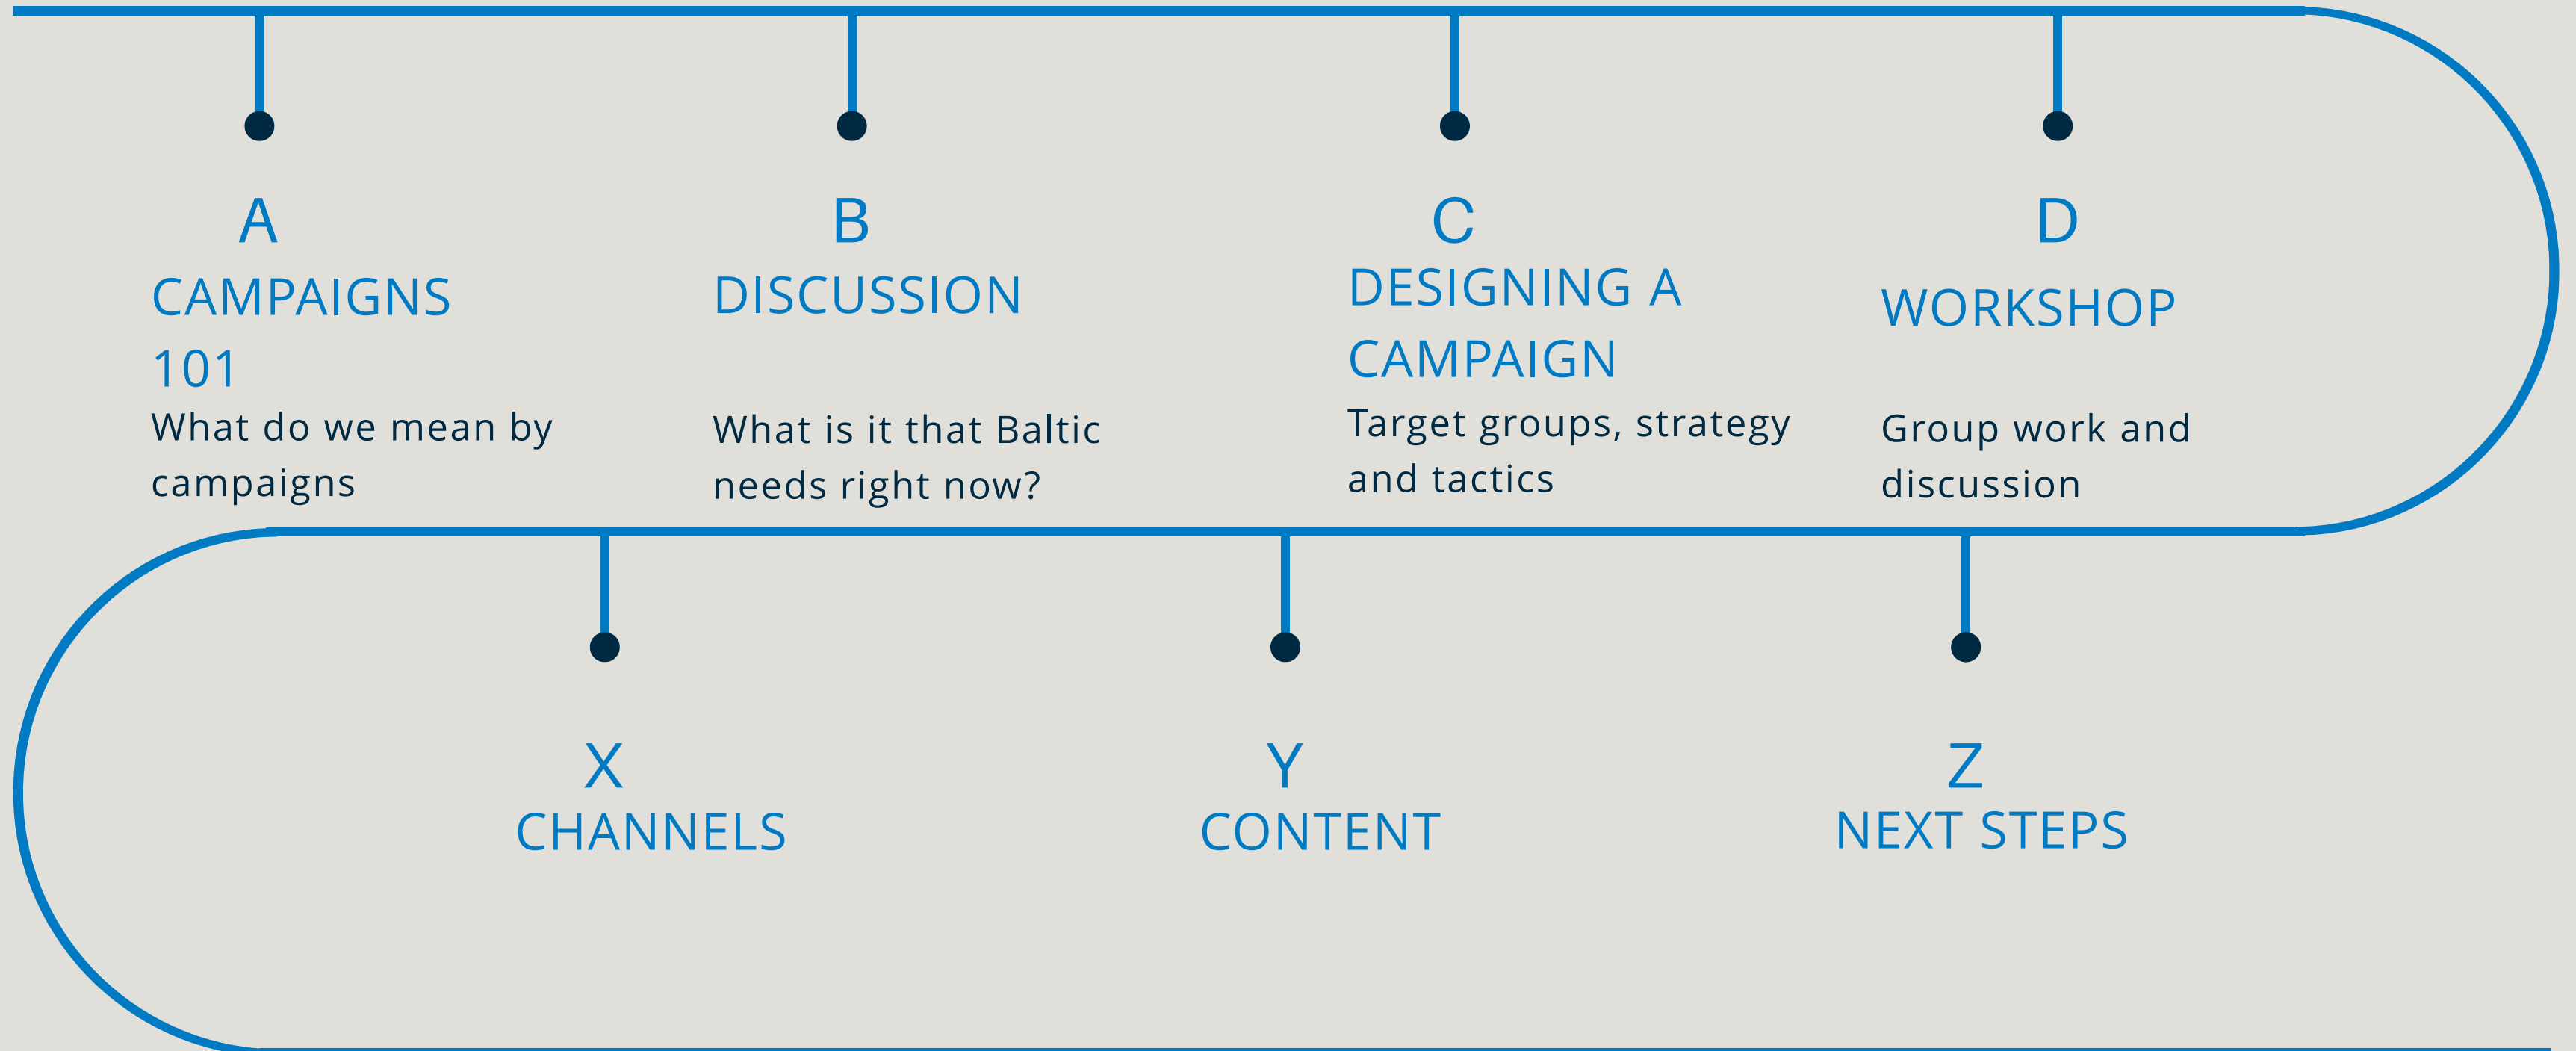 A
CAMPAIGNS
101
What do we mean by
campaigns
B
DISCUSSION
What is it that Baltic
needs right now?
C
DESIGNING A
CAMPAIGN
Target groups, strategy
and tactics
D
WORKSHOP
Group work and
discussion
X
CHANNELS
Y
CONTENT
Z
NEXT STEPS